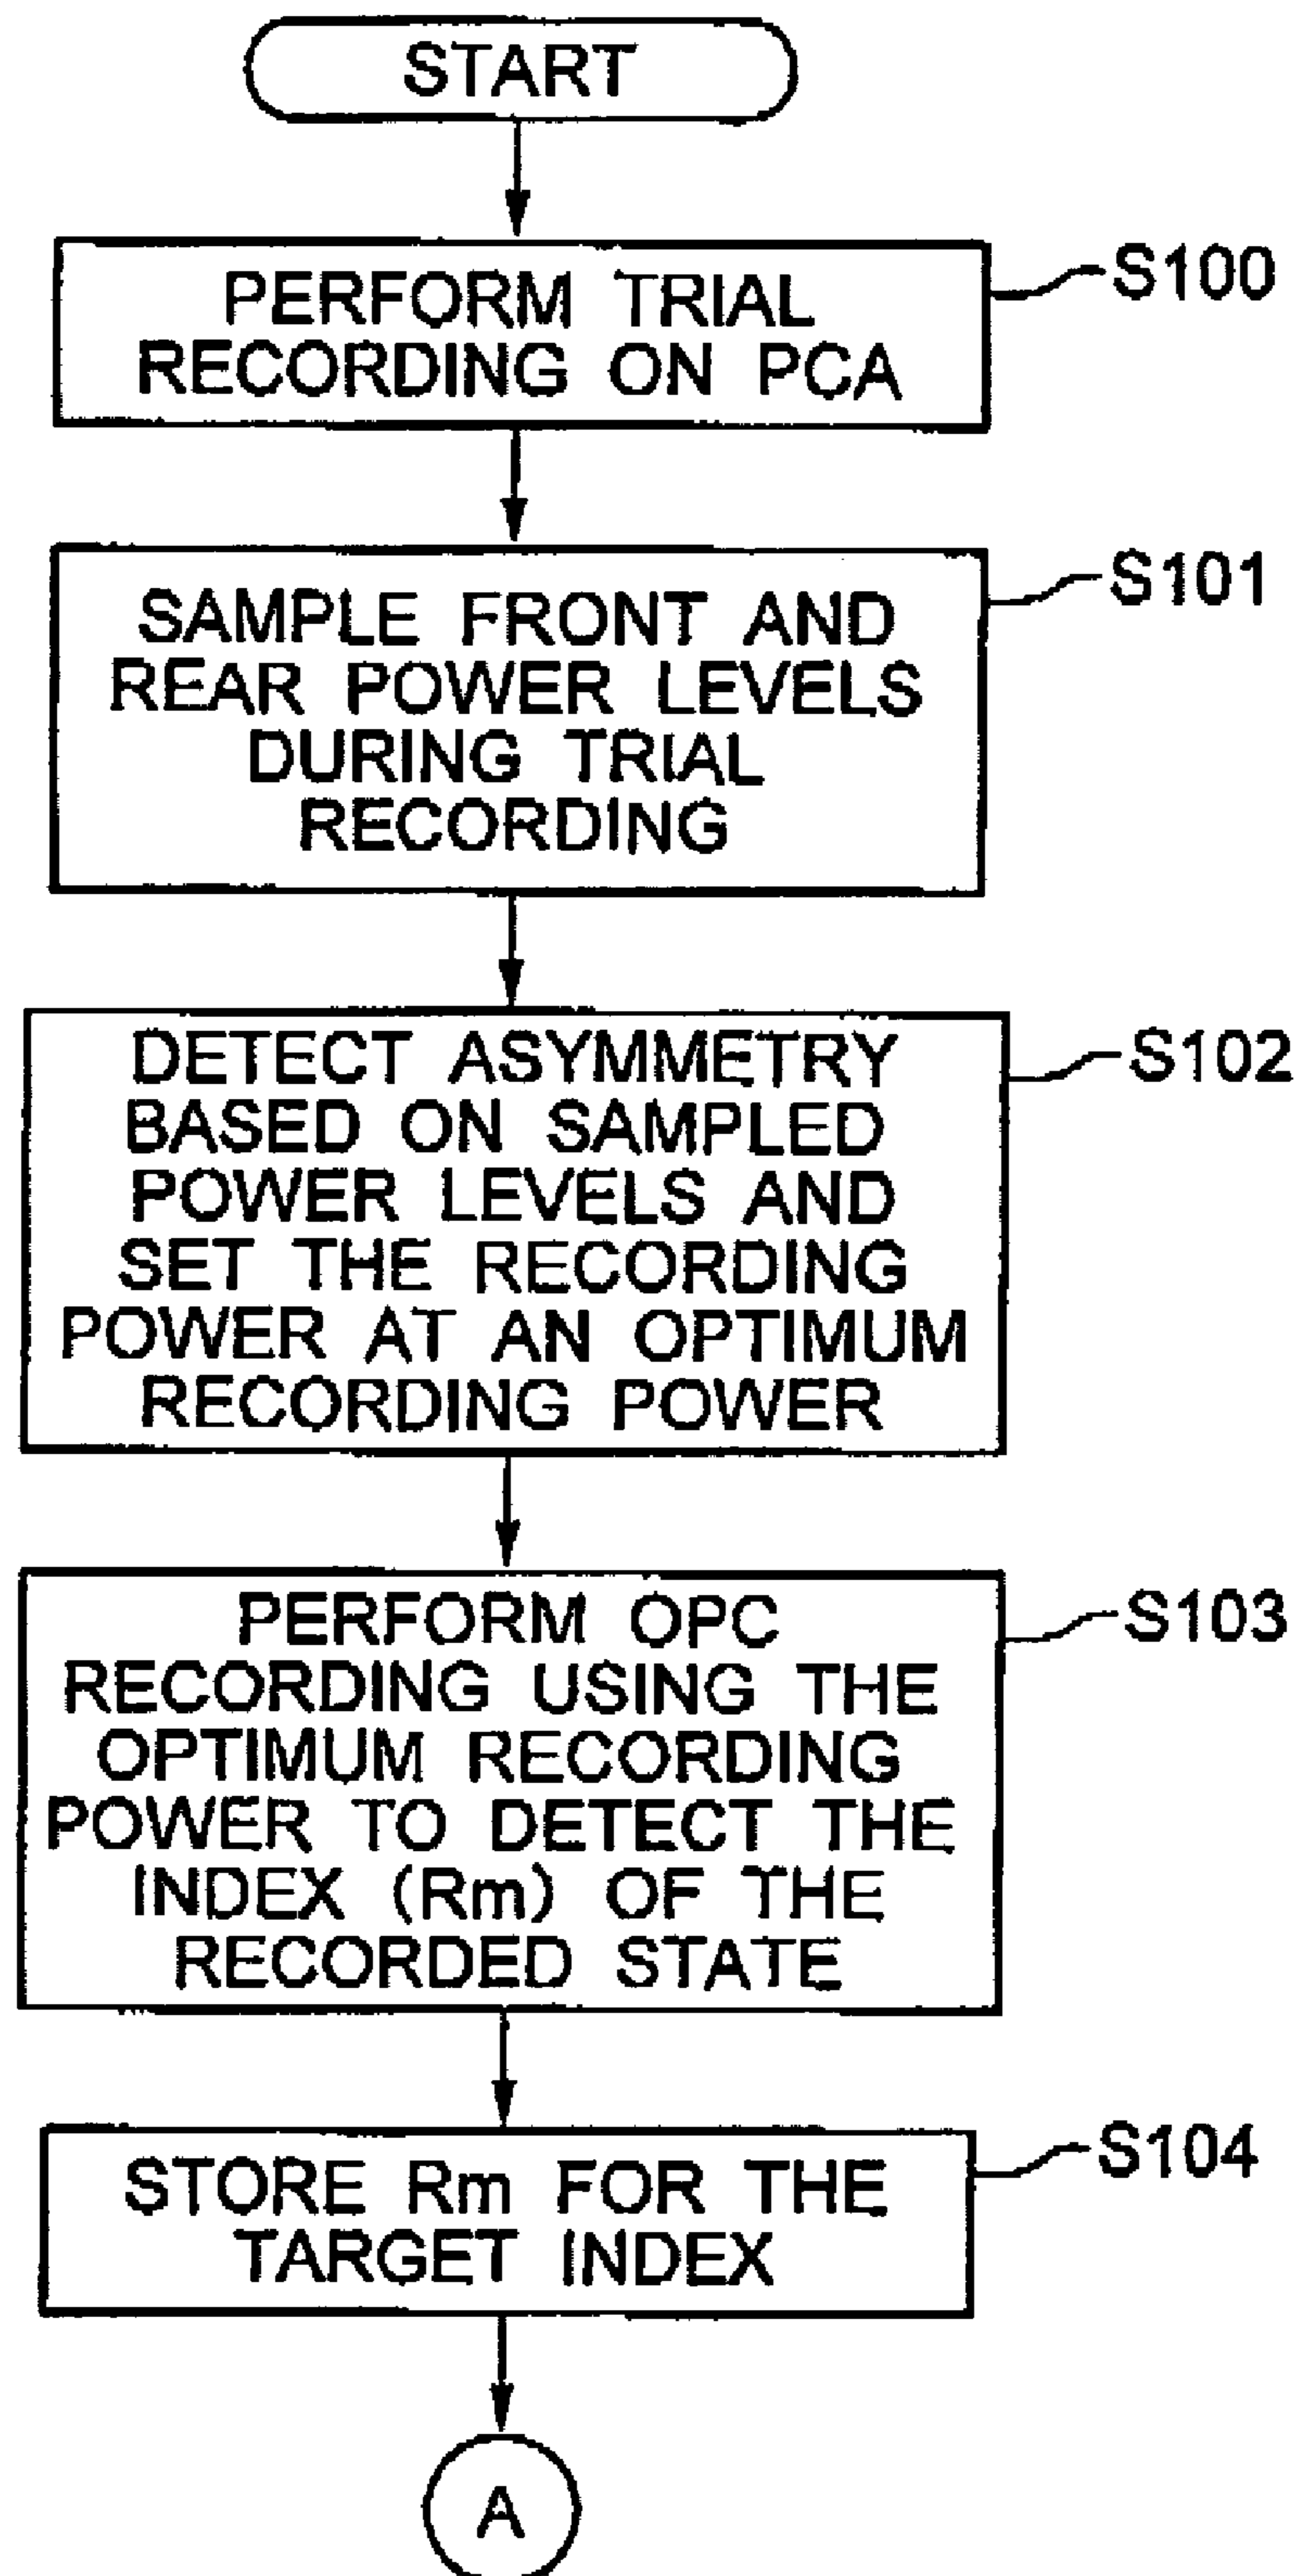 START
PERFORM TRIAL
RECORDING ON PCA
S100
SAMPLE FRONT AND
REAR POWER LEVELS
DURING TRIAL
RECORDING
S101
DETECT ASYMMETRY
BASED ON SAMPLED
POWER LEVELS AND
SET THE RECORDING
POWER AT AN OPTIMUM
RECORDING POWER
S102
PERFORM OPC
RECORDING USING THE
OPTIMUM RECORDING
POWER TO DETECT THE
INDEX (Rm) OF THE
RECORDED STATE
S103
STORE Rm FOR THE
TARGET INDEX
S104
A